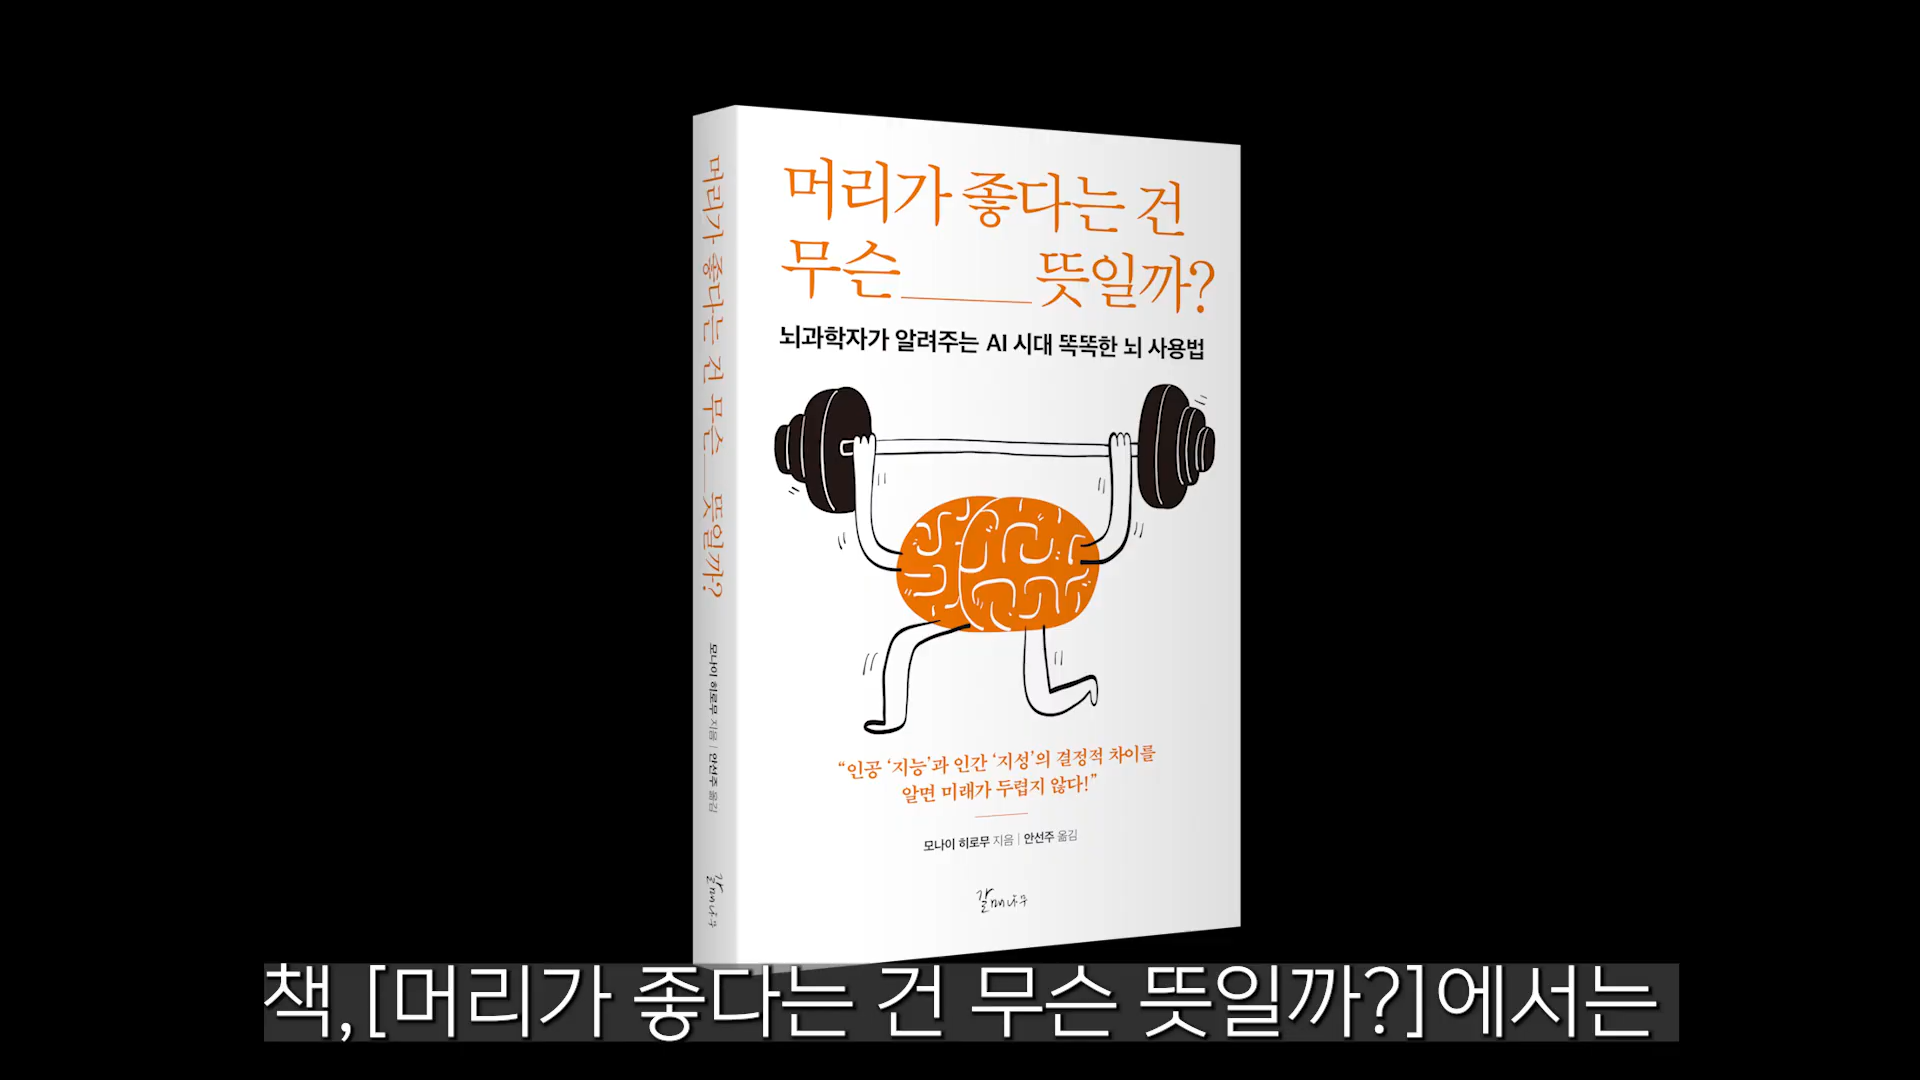 머리가 좋다는 건
무슨 뜻일까?
뇌과학자가 알려주는 AI 시대 똑똑한 뇌 사용법
“인공 ‘지능’과 인간 ‘지성’의 결정적 차이를
알면 미래가 두렵지 않다!”
모나이 히로무 지음 | 안선주 옮김
갈매나무
머리가 좋다는 건 무슨 뜻일까?
모나이 히로무 지음 | 안선주 옮김
갈매나무
책,[머리가 좋다는 건 무슨 뜻일까?]에서는